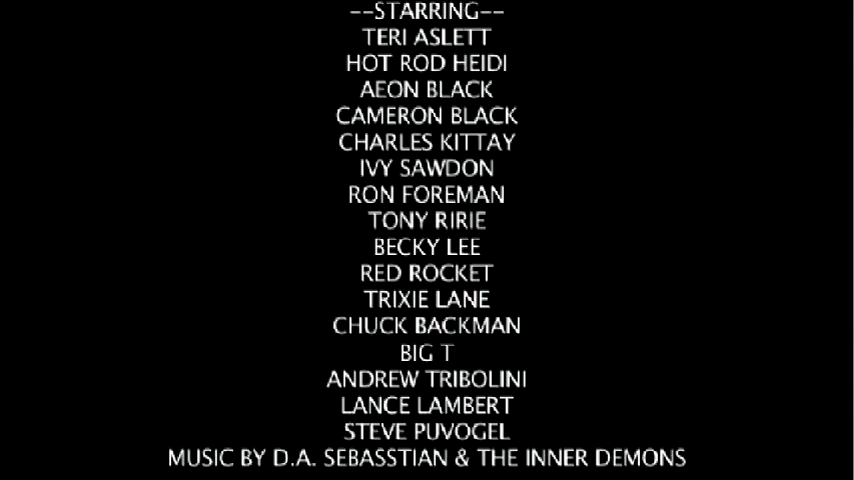 --STARRING--
TERI ASLETT
HOT ROD HEIDI
AEON BLACK
CAMERON BLACK
CHARLES KITTAY
IVY SAWDON
RON FOREMAN
TONY RIRIE
BECKY LEE
RED ROCKET
TRIXIE LANE
CHUCK BACKMAN
BIG T
ANDREW TRIBOLINI
LANCE LAMBERT
STEVE PUVOGEL
MUSIC BY D.A. SEBASSTIAN & THE INNER DEMONS